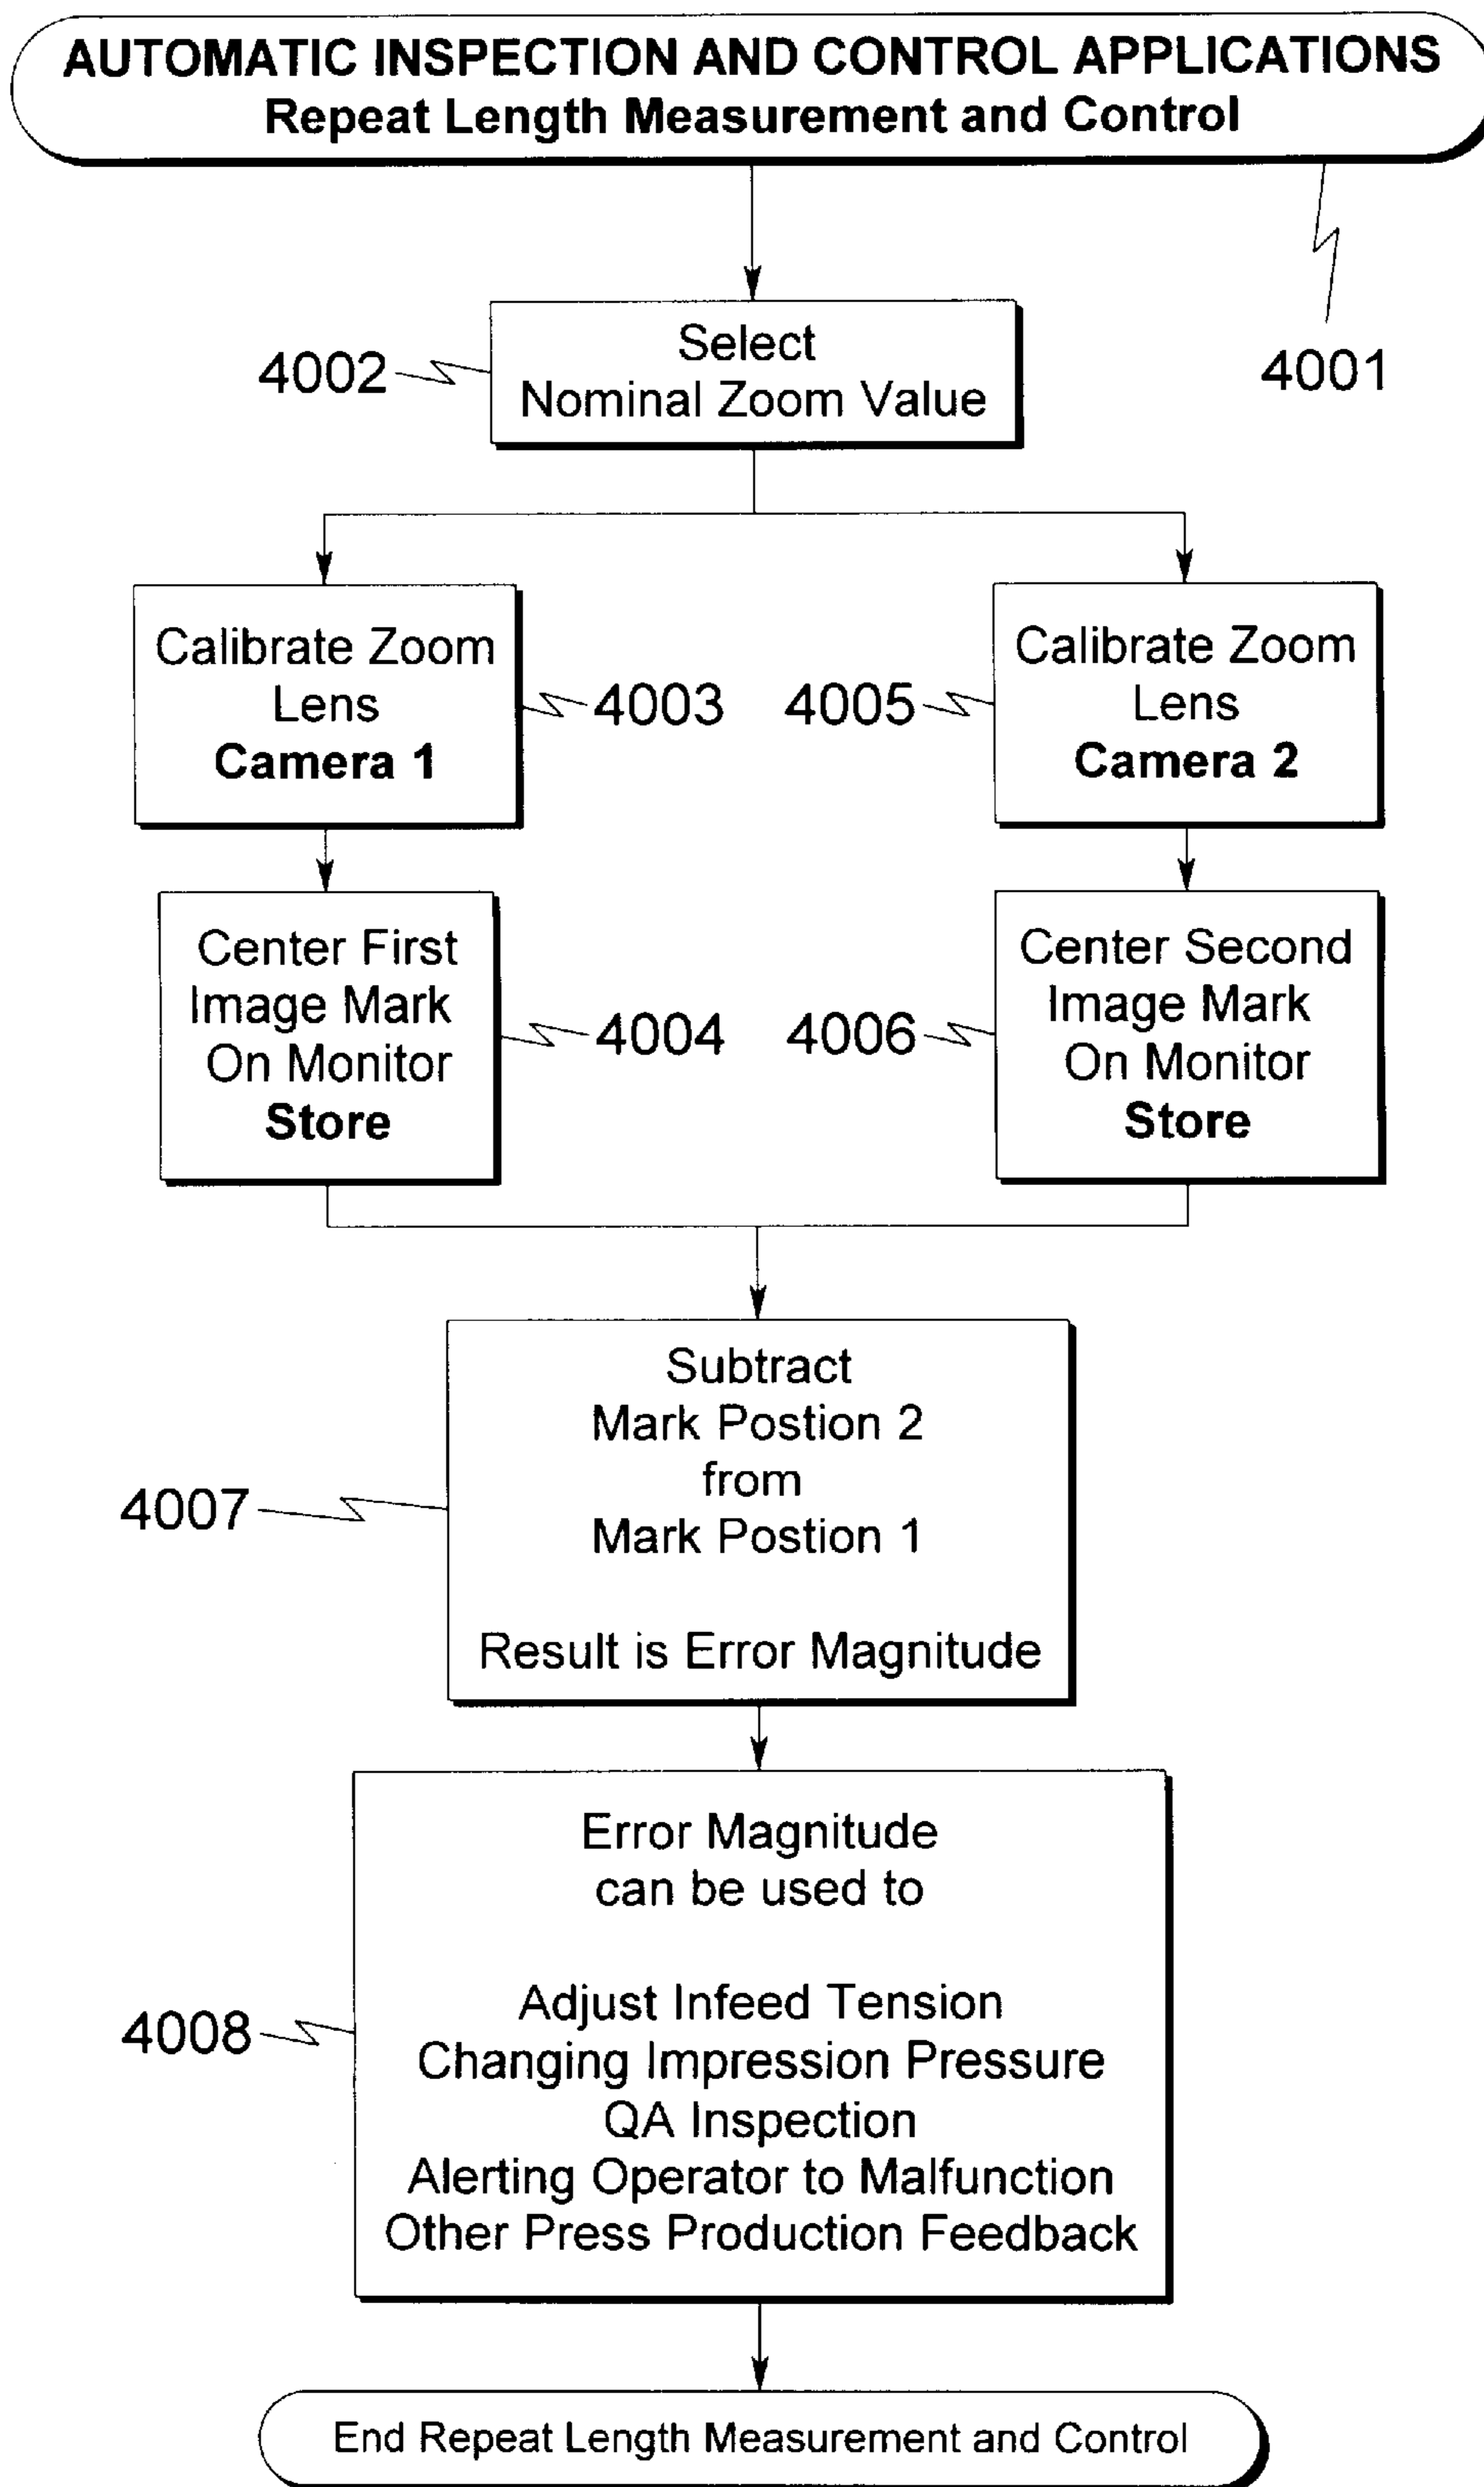 AUTOMATIC INSPECTION AND CONTROL APPLICATIONS
Repeat Length Measurement and Control
4001
4002
Select
Nominal Zoom Value
Calibrate Zoom
Lens
Camera 1
4003
4005
Calibrate Zoom
Lens
Camera 2
Center First
Image Mark
On Monitor
Store
4004
4006
Center Second
Image Mark
On Monitor
Store
4007
Subtract
Mark Postion 2
from
Mark Postion 1
Result is Error Magnitude
4008
Error Magnitude
can be used to
Adjust Infeed Tension
Changing Impression Pressure
QA Inspection
Alerting Operator to Malfunction
Other Press Production Feedback
End Repeat Length Measurement and Control